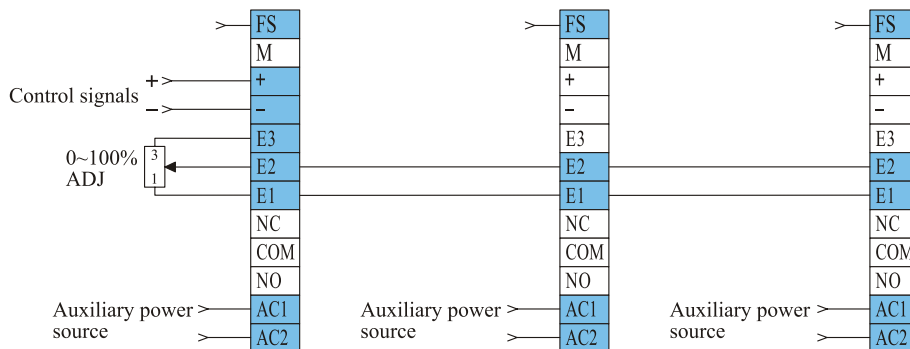 FS
M
+
−
E3
E2
E1
NC
COM
NO
AC1
AC2
+
Control signals
−
0~100%
ADJ
3
1
Auxiliary power
source
FS
M
+
−
E3
E2
E1
NC
COM
NO
AC1
AC2
Auxiliary power
source
FS
M
+
−
E3
E2
E1
NC
COM
NO
AC1
AC2
Auxiliary power
source